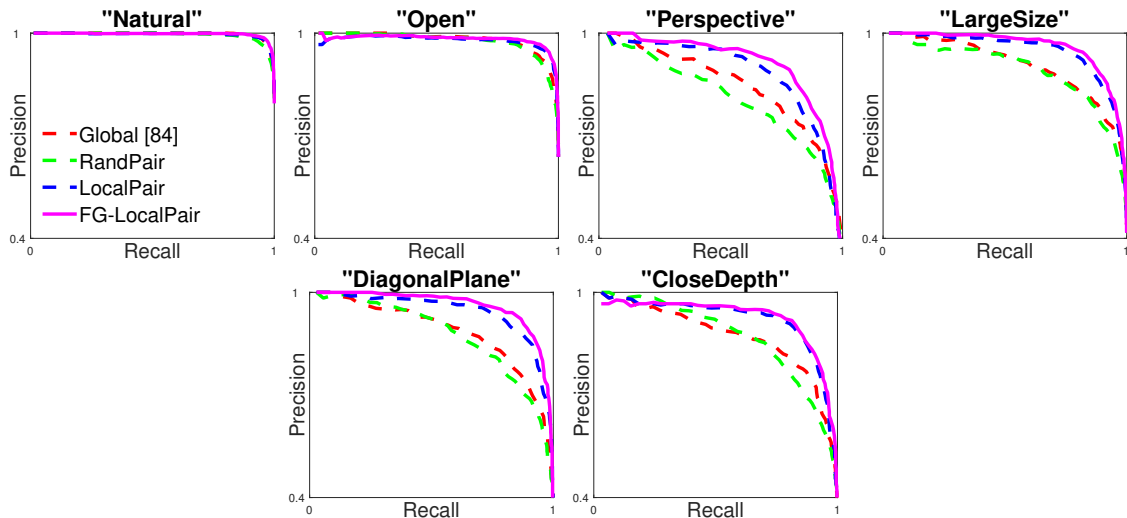 "Natural"
1
Precision
Global [84]
RandPair
LocalPair
FG-LocalPair
0.4
0
Recall
1
"Open"
1
Precision
0.4
0
Recall
1
"Perspective"
1
Precision
0.4
0
Recall
1
"LargeSize"
1
Precision
0.4
0
Recall
1
"DiagonalPlane"
1
Precision
0.4
0
Recall
1
"CloseDepth"
1
Precision
0.4
0
Recall
1